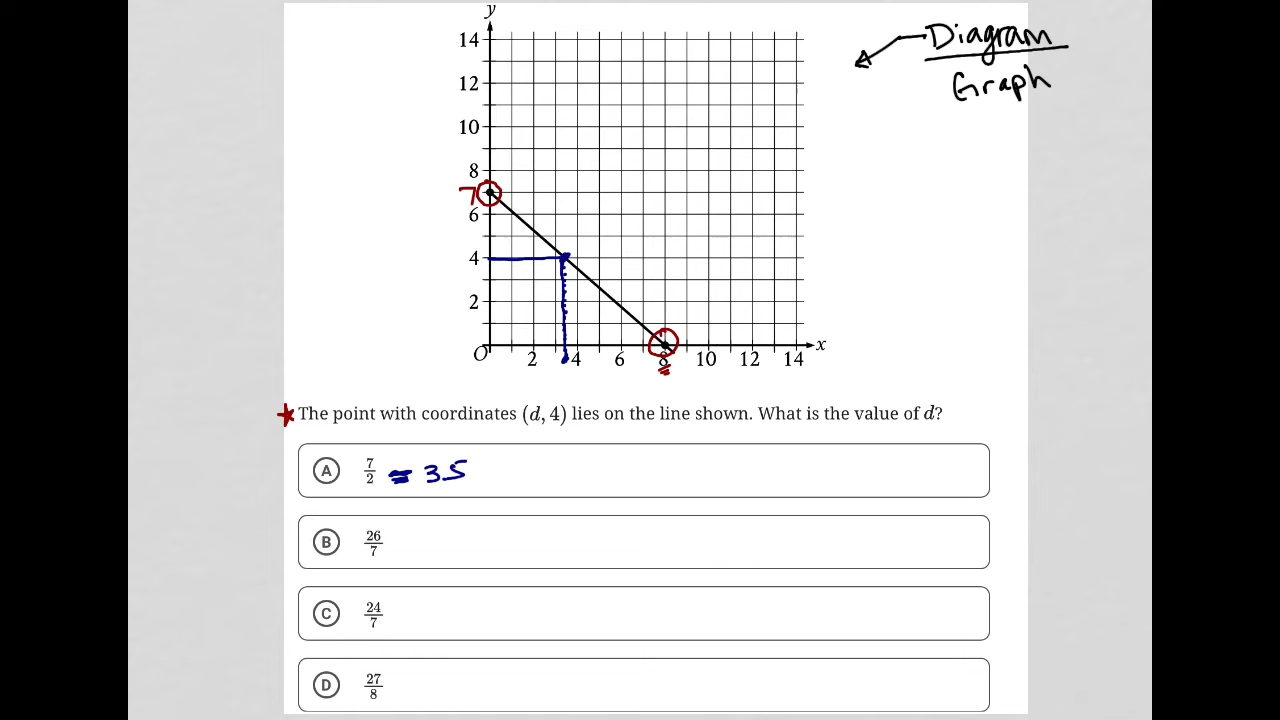 y
Diagram
Graph
14
12
10
8
7
6
4
2
O
2
4
6
8
10
12
14
x
The point with coordinates (d, 4) lies on the line shown. What is the value of d?
A 7/2 = 3.5
B 26/7
C 24/7
D 27/8